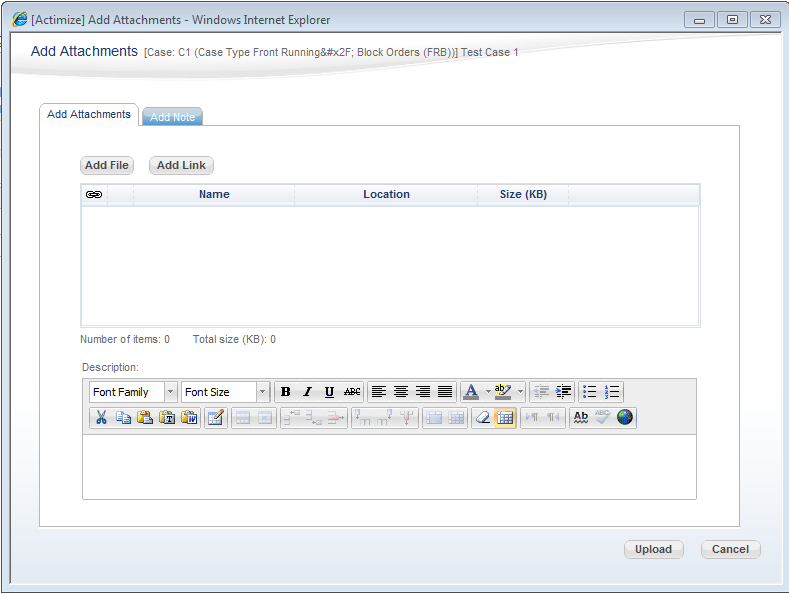 [Actimize] Add Attachments - Windows Internet Explorer
Add Attachments [Case: C1 (Case Type Front Running&#x2F; Block Orders (FRB))] Test Case 1
Add Attachments Add Note
Add File Add Link
Name Location Size (KB)
Number of items: 0 Total size (KB): 0
Description:
Font Family Font Size B I U ABC A ab
T W Ab ABC
Upload Cancel